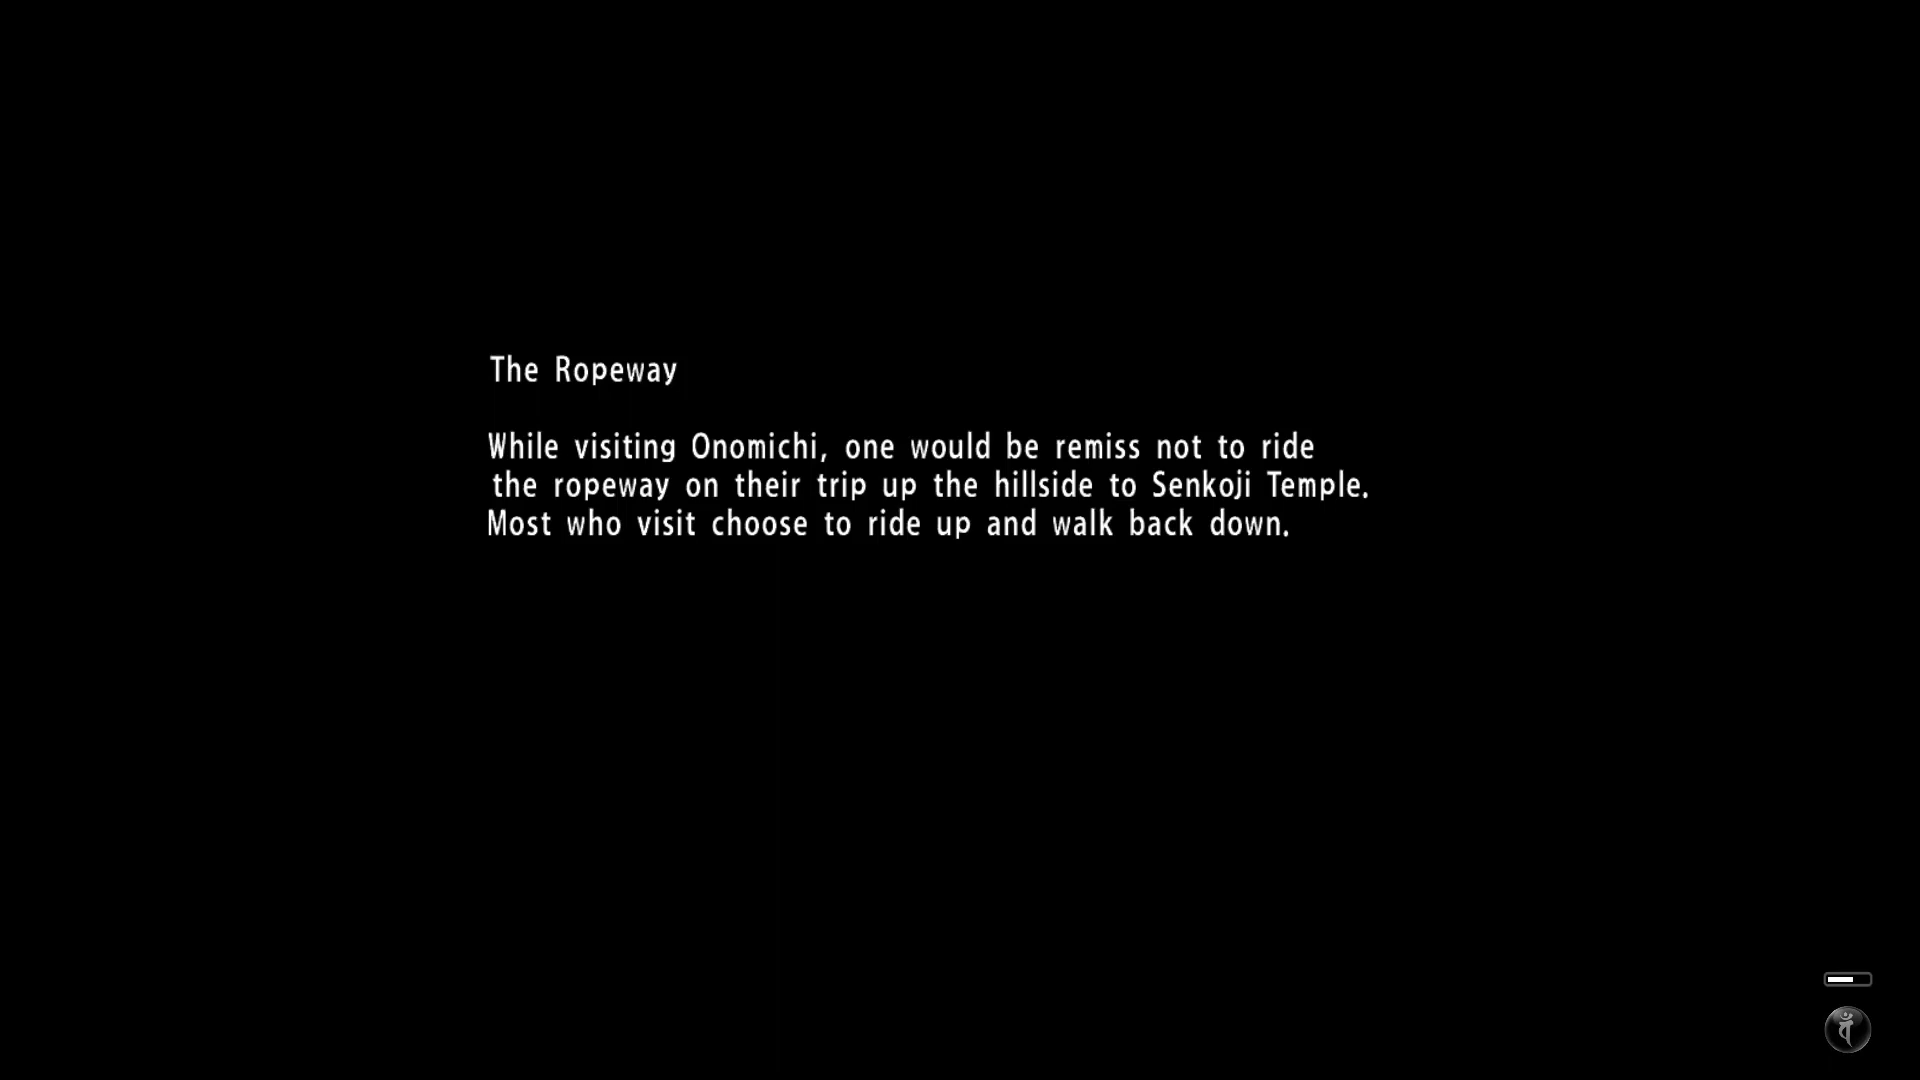 The Ropeway
While visiting Onomichi, one would be remiss not to ride
the ropeway on their trip up the hillside to Senkoji Temple.
Most who visit choose to ride up and walk back down.